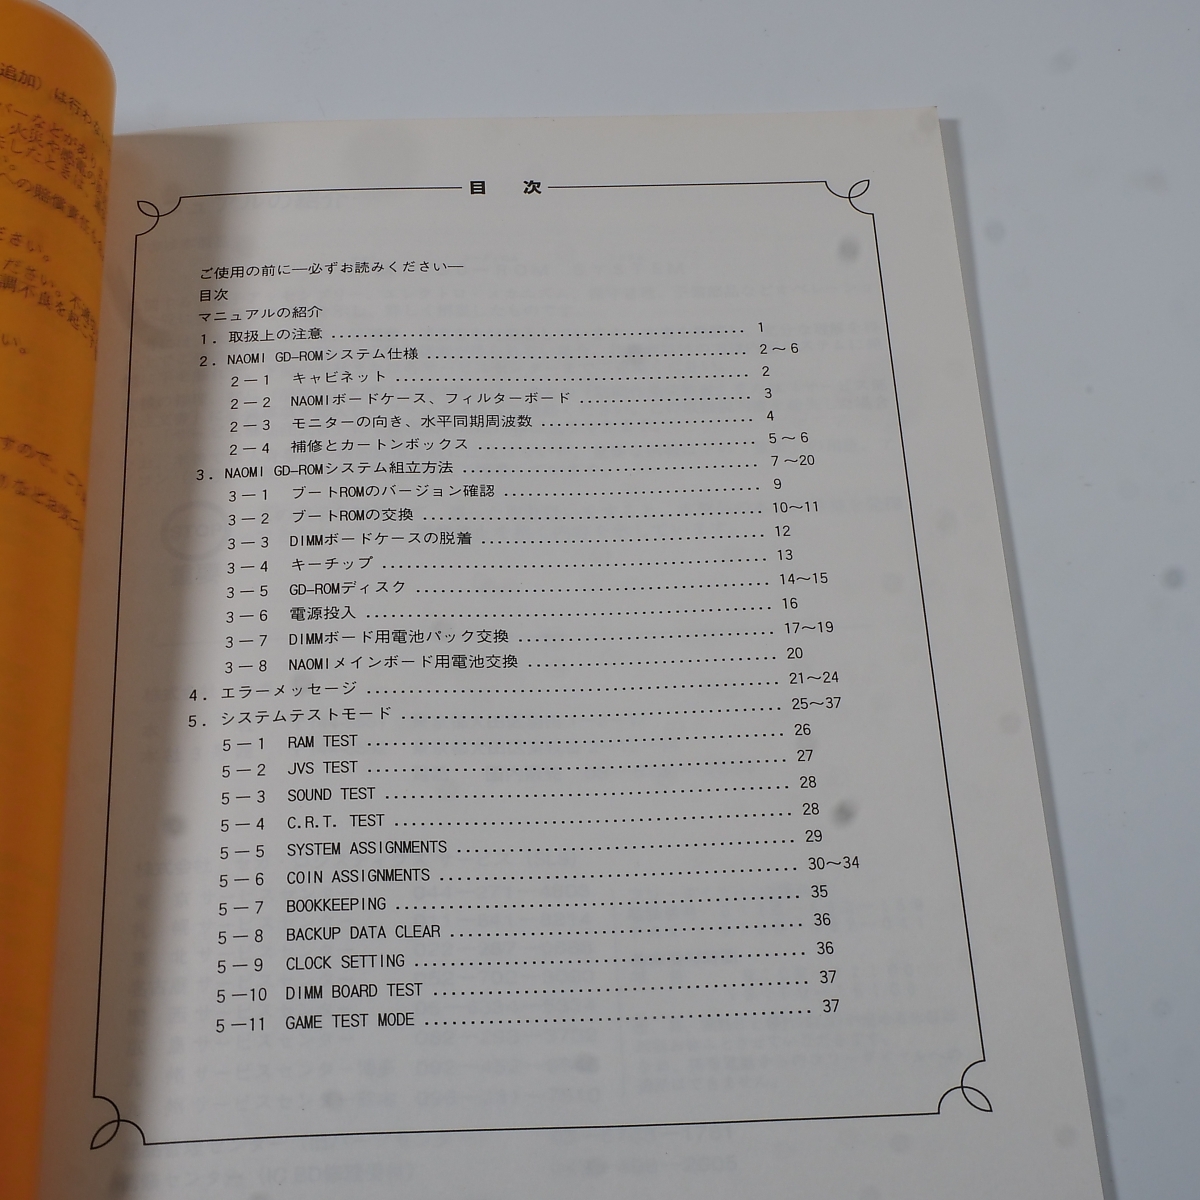 追加）は行わない
目　次
ご使用の前に―必ずお読みください―
目次
マニュアルの紹介
1．取扱上の注意 ................................ 1
2．NAOMI GD-ROMシステム仕様 ................................ 2～6
2－1　キャビネット ................................ 2
2－2　NAOMIボードケース、フィルターボード ................................ 3
2－3　モニターの向き、水平同期周波数 ................................ 4
2－4　補修とカートンボックス ................................ 5～6
3．NAOMI GD-ROMシステム組立方法 ................................ 7～20
3－1　ブートROMのバージョン確認 ................................ 9
3－2　ブートROMの交換 ................................ 10～11
3－3　DIMMボードケースの脱着 ................................ 12
3－4　キーチップ ................................ 13
3－5　GD-ROMディスク ................................ 14～15
3－6　電源投入 ................................ 16
3－7　DIMMボード用電池パック交換 ................................ 17～19
3－8　NAOMIメインボード用電池交換 ................................ 20
4．エラーメッセージ ................................ 21～24
5．システムテストモード ................................ 25～37
5－1　RAM TEST ................................ 26
5－2　JVS TEST ................................ 27
5－3　SOUND TEST ................................ 28
5－4　C.R.T. TEST ................................ 28
5－5　SYSTEM ASSIGNMENTS ................................ 29
5－6　COIN ASSIGNMENTS ................................ 30～34
5－7　BOOKKEEPING ................................ 35
5－8　BACKUP DATA CLEAR ................................ 36
5－9　CLOCK SETTING ................................ 36
5－10　DIMM BOARD TEST ................................ 37
5－11　GAME TEST MODE ................................ 37